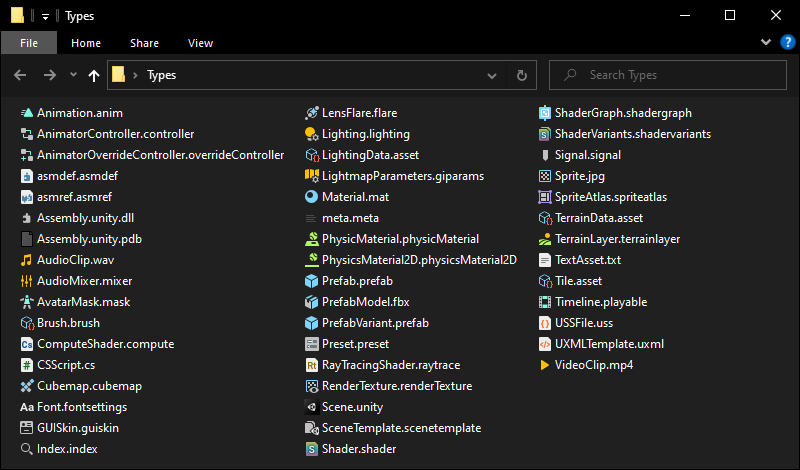 Types
File Home Share View
Types
Search Types
Animation.anim
AnimatorController.controller
AnimatorOverrideController.overrideController
asmdef.asmdef
asmref.asmref
Assembly.unity.dll
Assembly.unity.pdb
AudioClip.wav
AudioMixer.mixer
AvatarMask.mask
Brush.brush
Cs ComputeShader.compute
CSScript.cs
Cubemap.cubemap
Aa Font.fontsettings
GUISkin.guiskin
Index.index
LensFlare.flare
Lighting.lighting
LightingData.asset
LightmapParameters.giparams
Material.mat
meta.meta
PhysicMaterial.physicMaterial
PhysicsMaterial2D.physicsMaterial2D
Prefab.prefab
PrefabModel.fbx
PrefabVariant.prefab
Preset.preset
Rt RayTracingShader.raytrace
RenderTexture.renderTexture
Scene.unity
SceneTemplate.scenetemplate
S Shader.shader
ShaderGraph.shadergraph
S ShaderVariants.shadervariants
Signal.signal
Sprite.jpg
SpriteAtlas.spriteatlas
TerrainData.asset
TerrainLayer.terrainlayer
TextAsset.txt
Tile.asset
Timeline.playable
USSFile.uss
UXMLTemplate.uxml
VideoClip.mp4